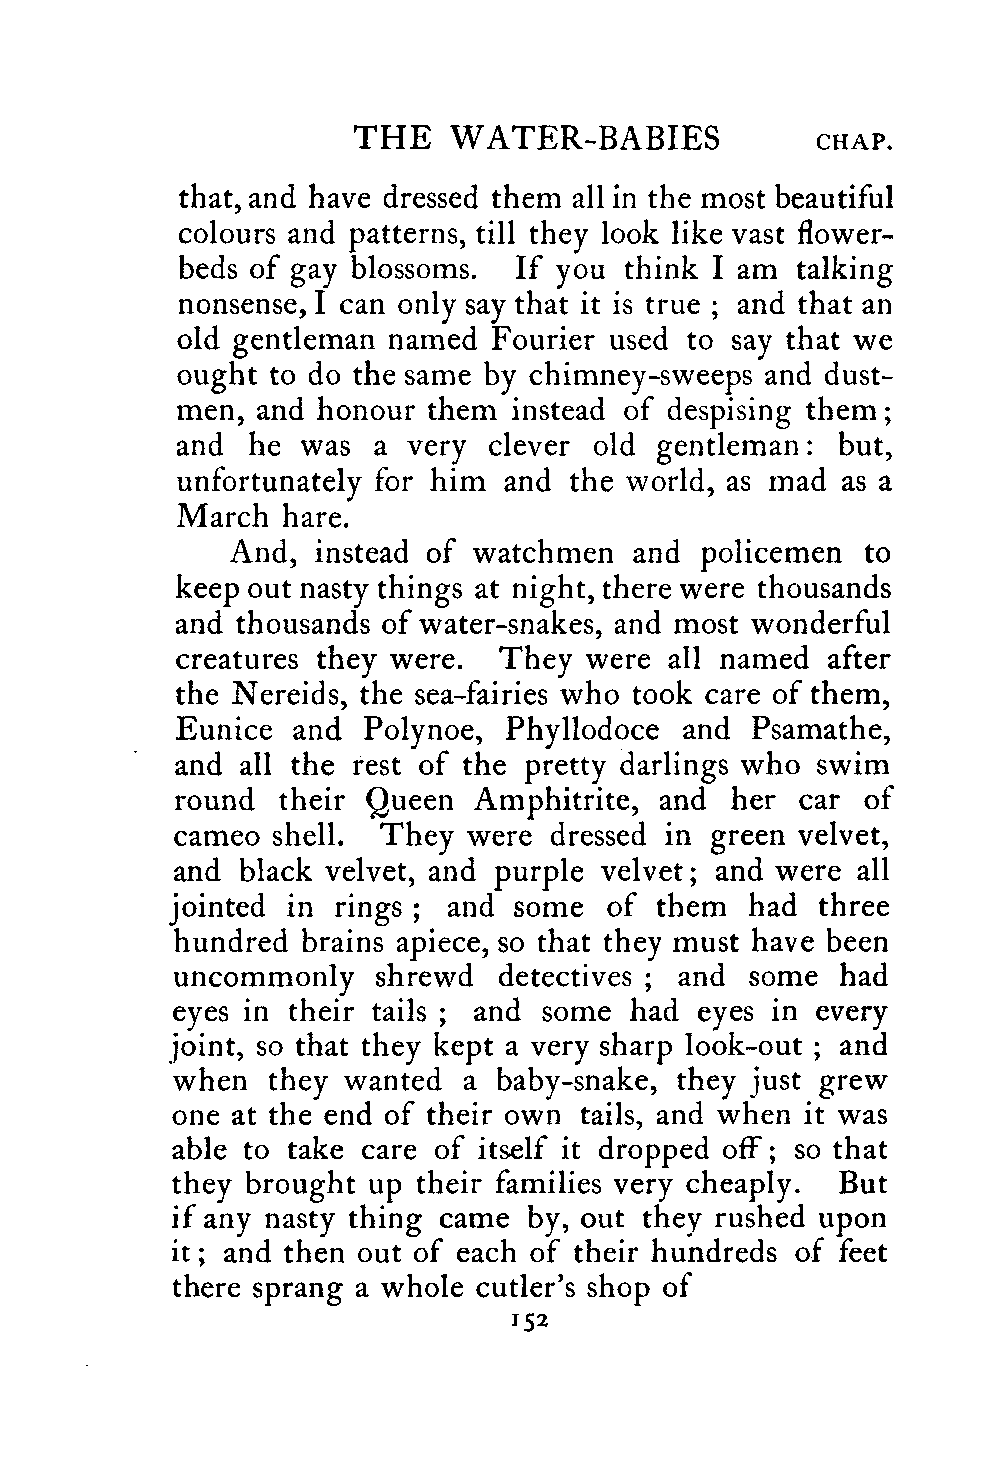 THE WATER-BABIES CHAP.
that, and have dressed them all in the most beautiful
colours and patterns, till they look like vast flower-
beds of gay blossoms. If you think I am talking
nonsense, I can only say that it is true ; and that an
old gentleman named Fourier used to say that we
ought to do the same by chimney-sweeps and dust-
men, and honour them instead of despising them ;
and he was a very clever old gentleman : but,
unfortunately for him and the world, as mad as a
March hare.
And, instead of watchmen and policemen to
keep out nasty things at night, there were thousands
and thousands of water-snakes, and most wonderful
creatures they were. They were all named after
the Nereids, the sea-fairies who took care of them,
Eunice and Polynoe, Phyllodoce and Psamathe,
and all the rest of the pretty darlings who swim
round their Queen Amphitrite, and her car of
cameo shell. They were dressed in green velvet,
and black velvet, and purple velvet ; and were all
jointed in rings ; and some of them had three
hundred brains apiece, so that they must have been
uncommonly shrewd detectives ; and some had
eyes in their tails ; and some had eyes in every
joint, so that they kept a very sharp look-out ; and
when they wanted a baby-snake, they just grew
one at the end of their own tails, and when it was
able to take care of itself it dropped off ; so that
they brought up their families very cheaply. But
if any nasty thing came by, out they rushed upon
it ; and then out of each of their hundreds of feet
there sprang a whole cutler's shop of
152